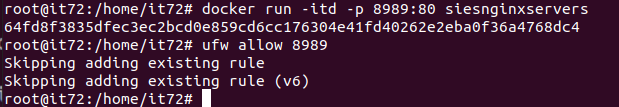 root@it72:/home/it72# docker run -itd -p 8989:80 siesnginxservers
64fd8f3835dfec3ec2bcd0e859cd6cc176304e41fd40262e2eba0f36a4768dc4
root@it72:/home/it72# ufw allow 8989
Skipping adding existing rule
Skipping adding existing rule (v6)
root@it72:/home/it72#